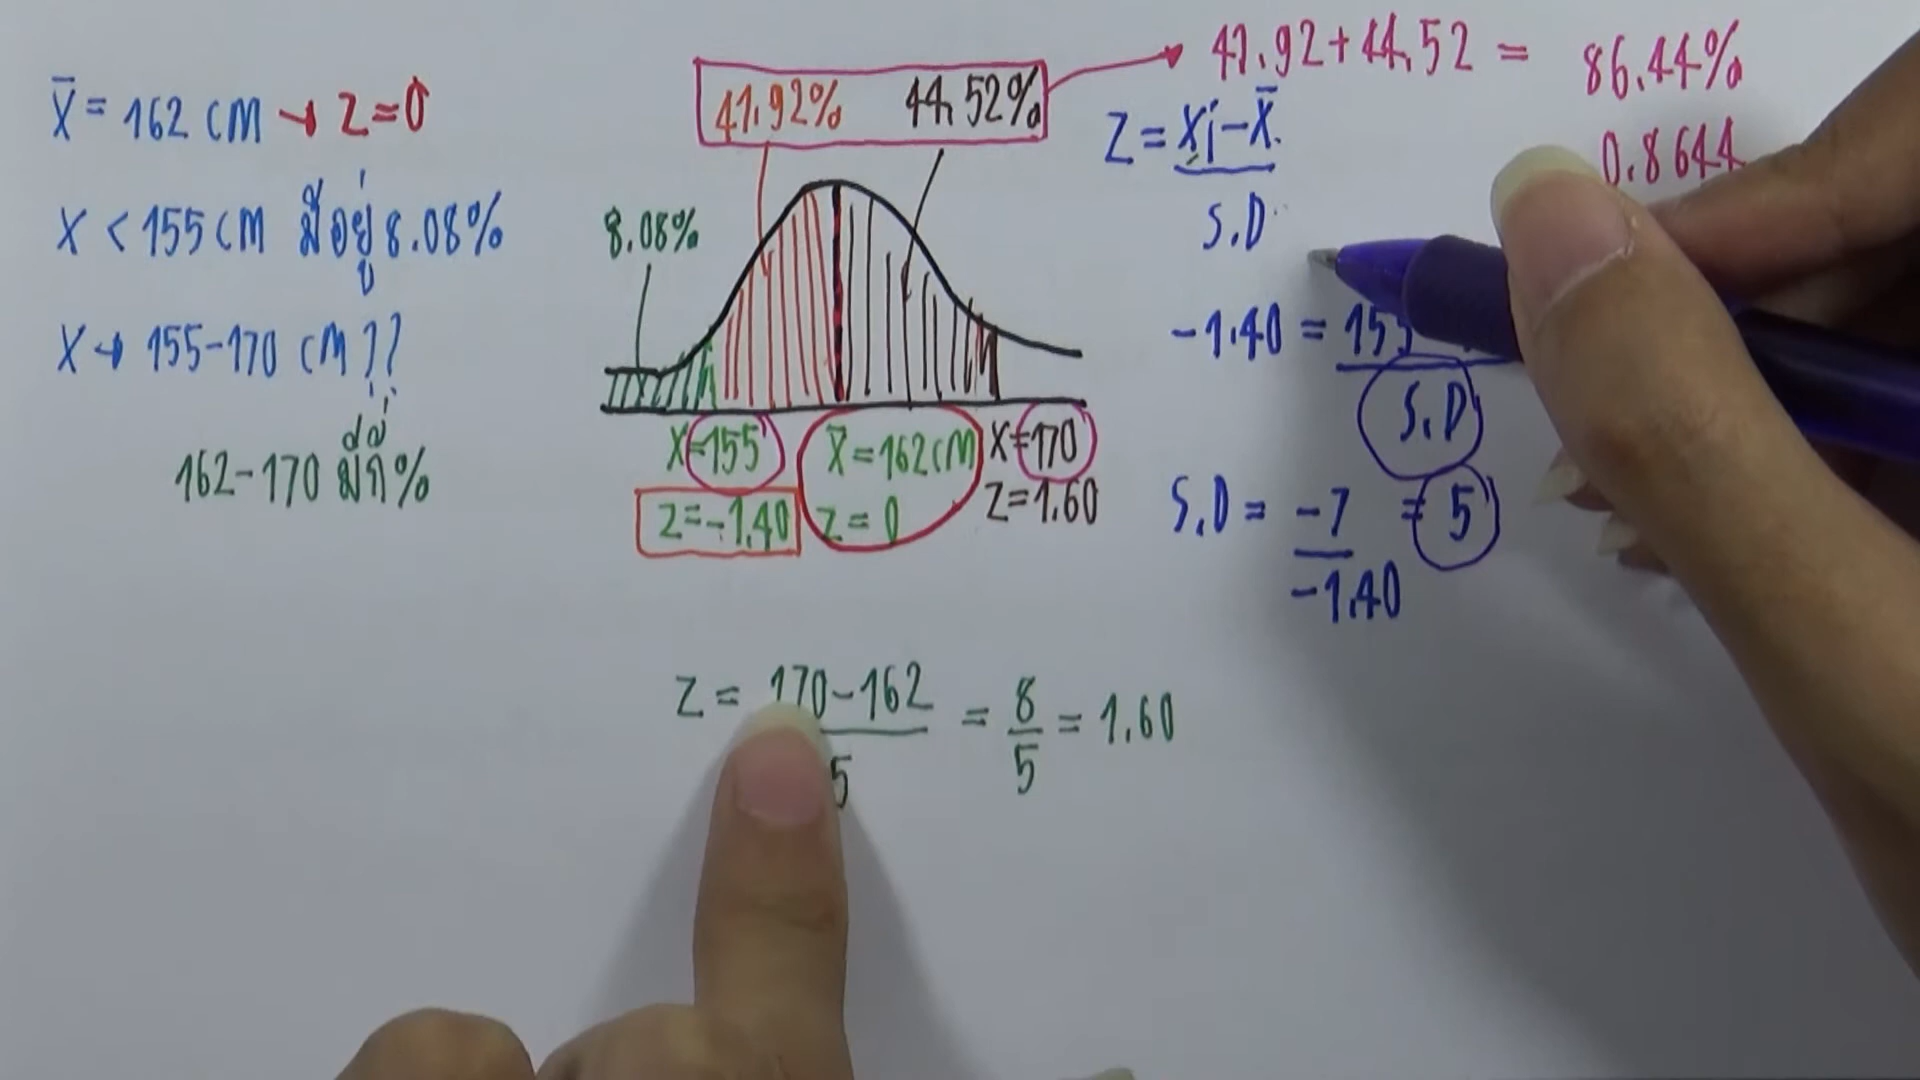 X̄ = 162 cm → Z=0
X < 155 cm มีอยู่ 8.08%
X → 155-170 cm ??
162-170 มีกี่ %
41.92% 44.52%
8.08%
X=155 X̄=162cm X=170
Z=-1.40 Z=0 Z=1.60
41.92+44.52 = 86.44%
0.8644
Z = Xi-X̄
S.D
-1.40 = 155
S.D
S.D = -7 = 5
-1.40
Z = 170-162 = 8 = 1.60
5 5